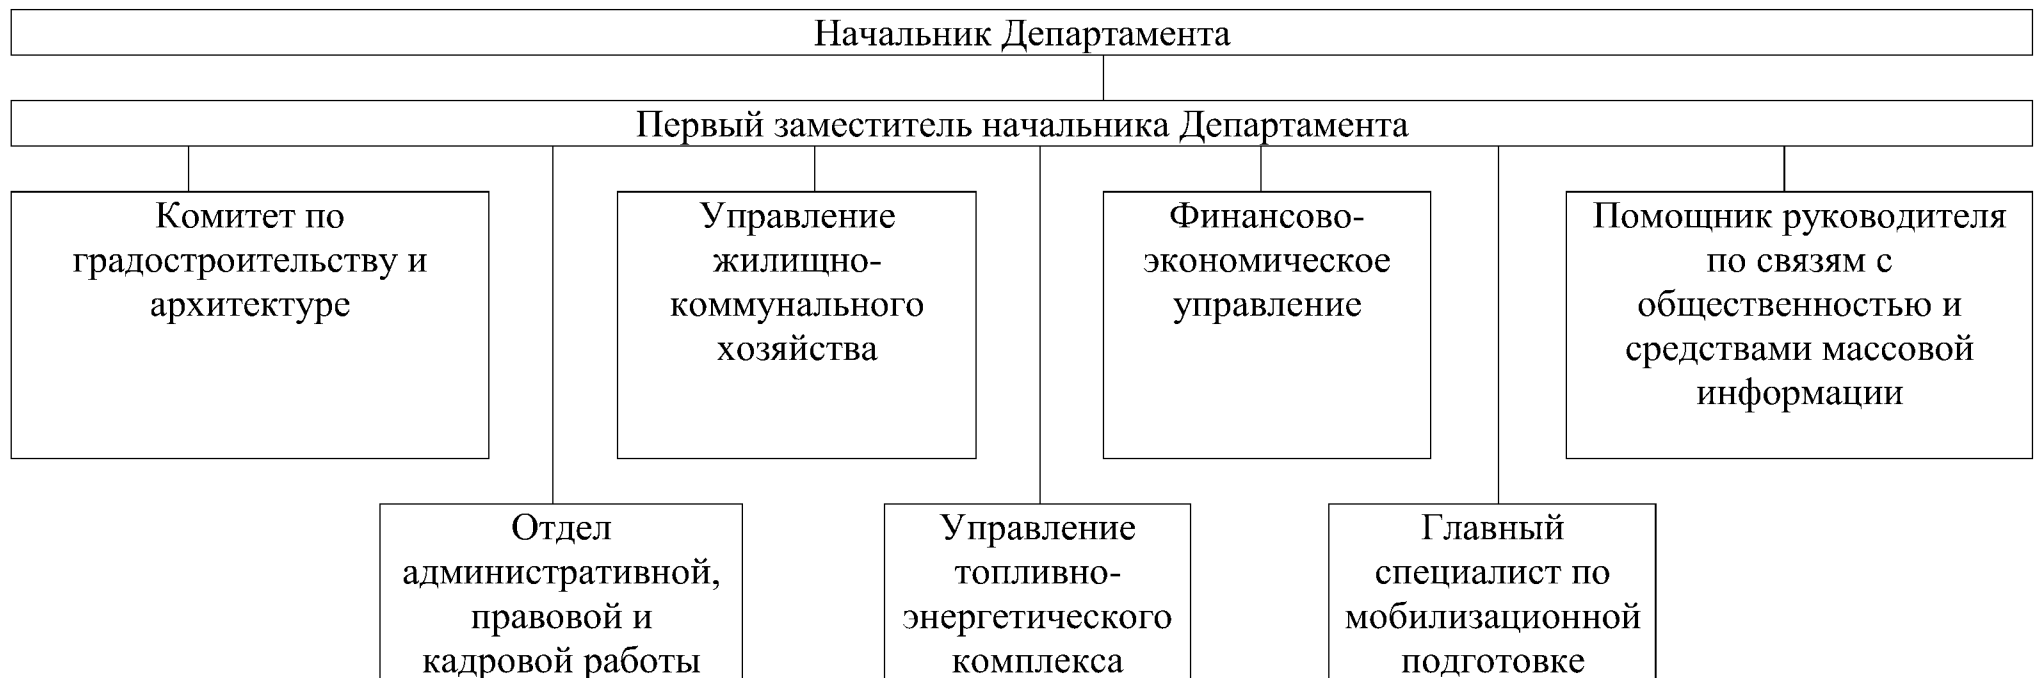 Начальник Департамента
Первый заместитель начальника Департамента
Комитет по
градостроительству и
архитектуре
Управление
жилищно-
коммунального
хозяйства
Финансово-
экономическое
управление
Помощник руководителя
по связям с
общественностью и
средствами массовой
информации
Отдел
административной,
правовой и
кадровой работы
Управление
топливно-
энергетического
комплекса
Главный
специалист по
мобилизационной
подготовке